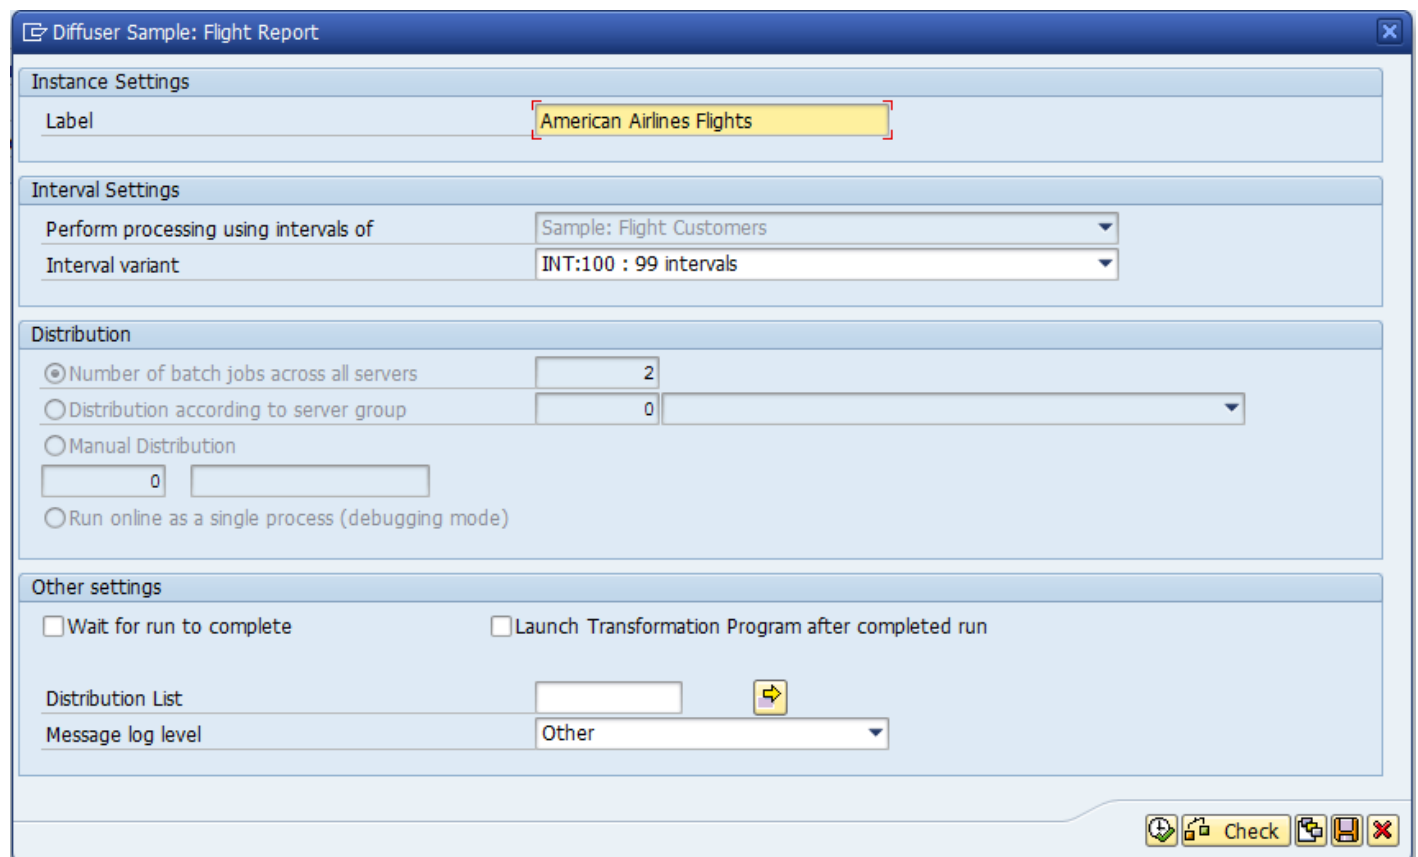 Diffuser Sample: Flight Report
Instance Settings
Label American Airlines Flights
Interval Settings
Perform processing using intervals of Sample: Flight Customers
Interval variant INT:100 : 99 intervals
Distribution
Number of batch jobs across all servers 2
Distribution according to server group 0
Manual Distribution
0
Run online as a single process (debugging mode)
Other settings
Wait for run to complete Launch Transformation Program after completed run
Distribution List
Message log level Other
Check